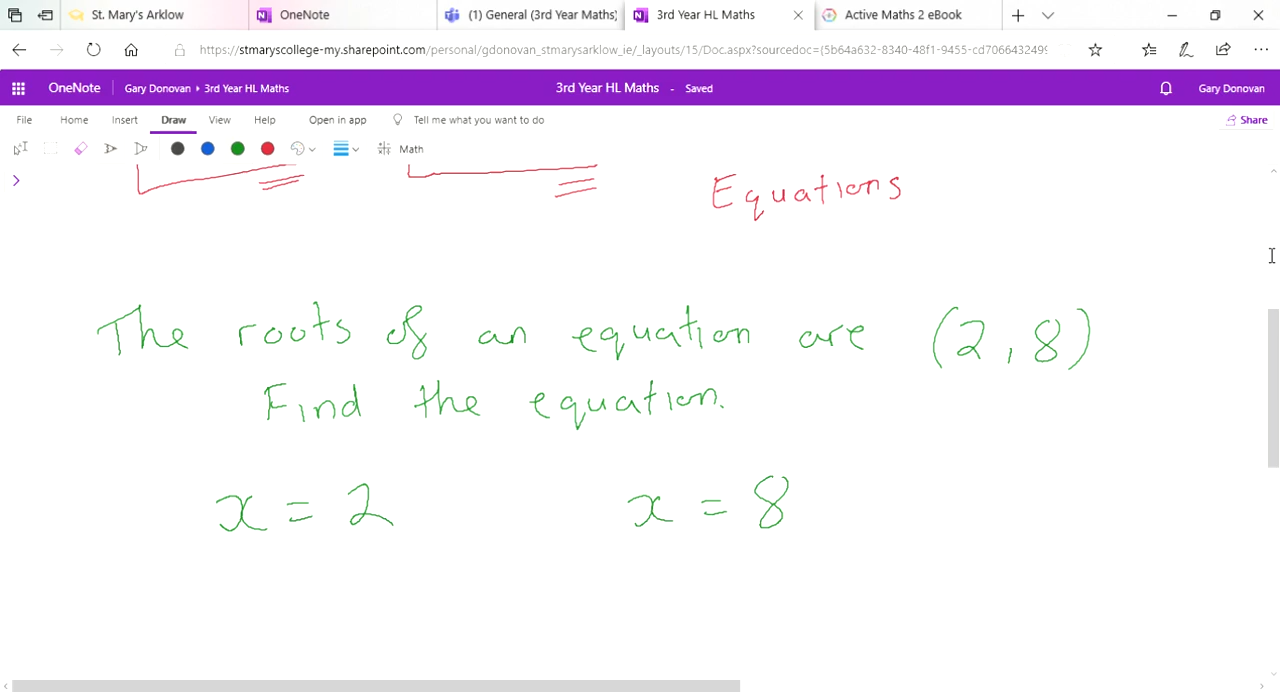 St. Mary's Arklow OneNote (1) General (3rd Year Maths) 3rd Year HL Maths Active Maths 2 eBook
https://stmaryscollege-my.sharepoint.com/personal/gdonovan_stmarysarklow_ie/_layouts/15/Doc.aspx?sourcedoc={5b64a632-8340-48f1-9455-cd7066432499
OneNote Gary Donovan › 3rd Year HL Maths 3rd Year HL Maths - Saved Gary Donovan
File Home Insert Draw View Help Open in app Tell me what you want to do Share
Math
Equations
The roots of an equation are (2, 8)
Find the equation.
x = 2 x = 8